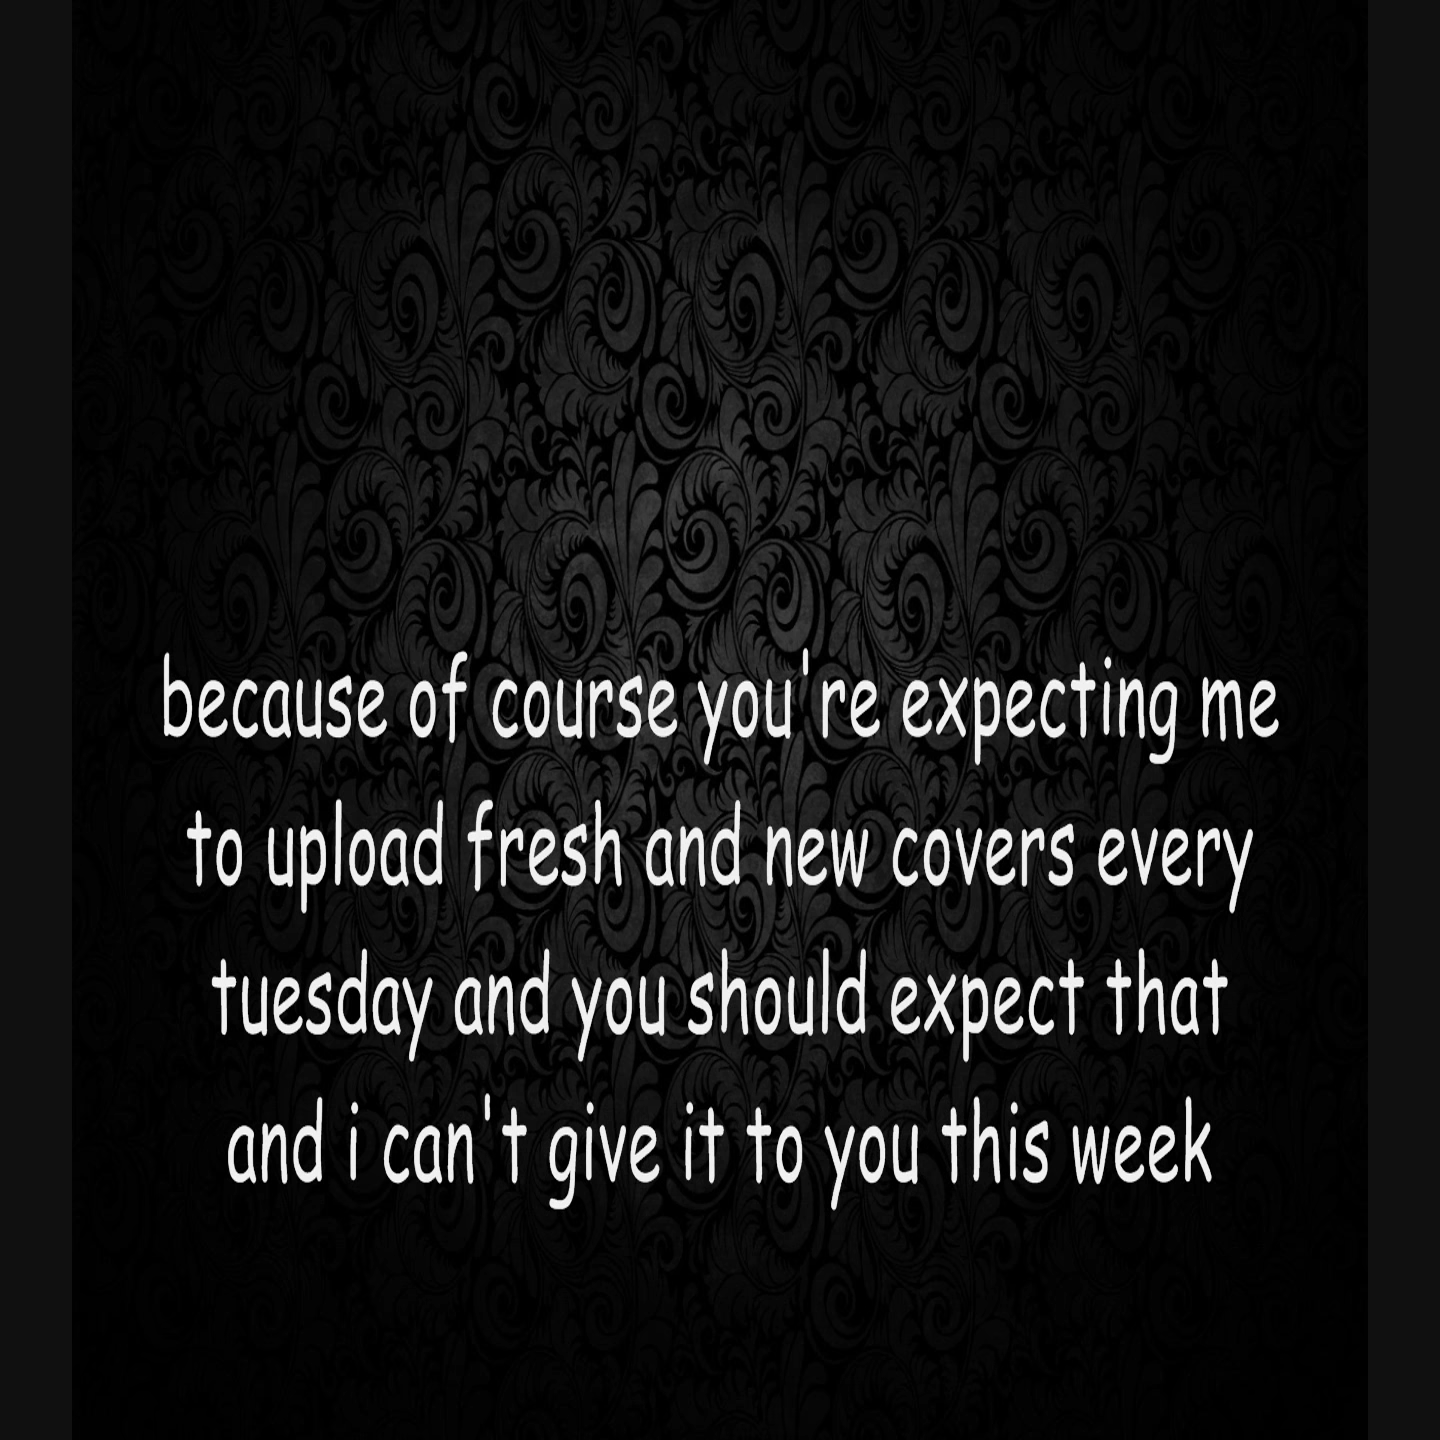 because of course you're expecting me
to upload fresh and new covers every
tuesday and you should expect that
and i can't give it to you this week